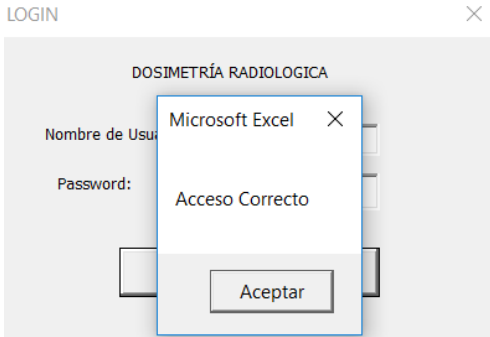 LOGIN
DOSIMETRÍA RADIOLOGICA
Microsoft Excel
Nombre de Usua
Password:
Acceso Correcto
Aceptar